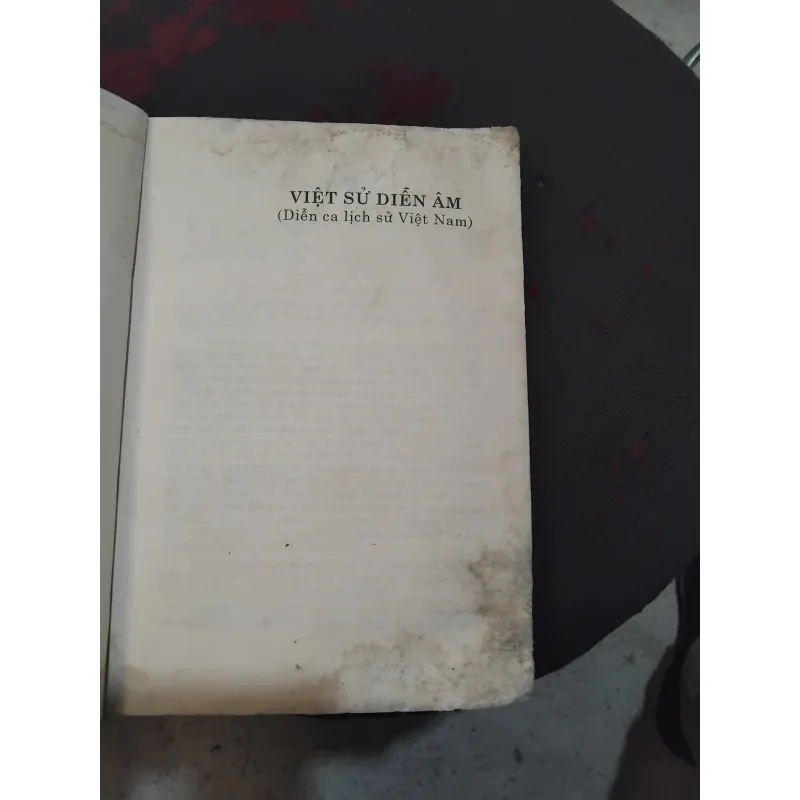 VIỆT SỬ DIỄN ÂM
(Diễn ca lịch sử Việt Nam)